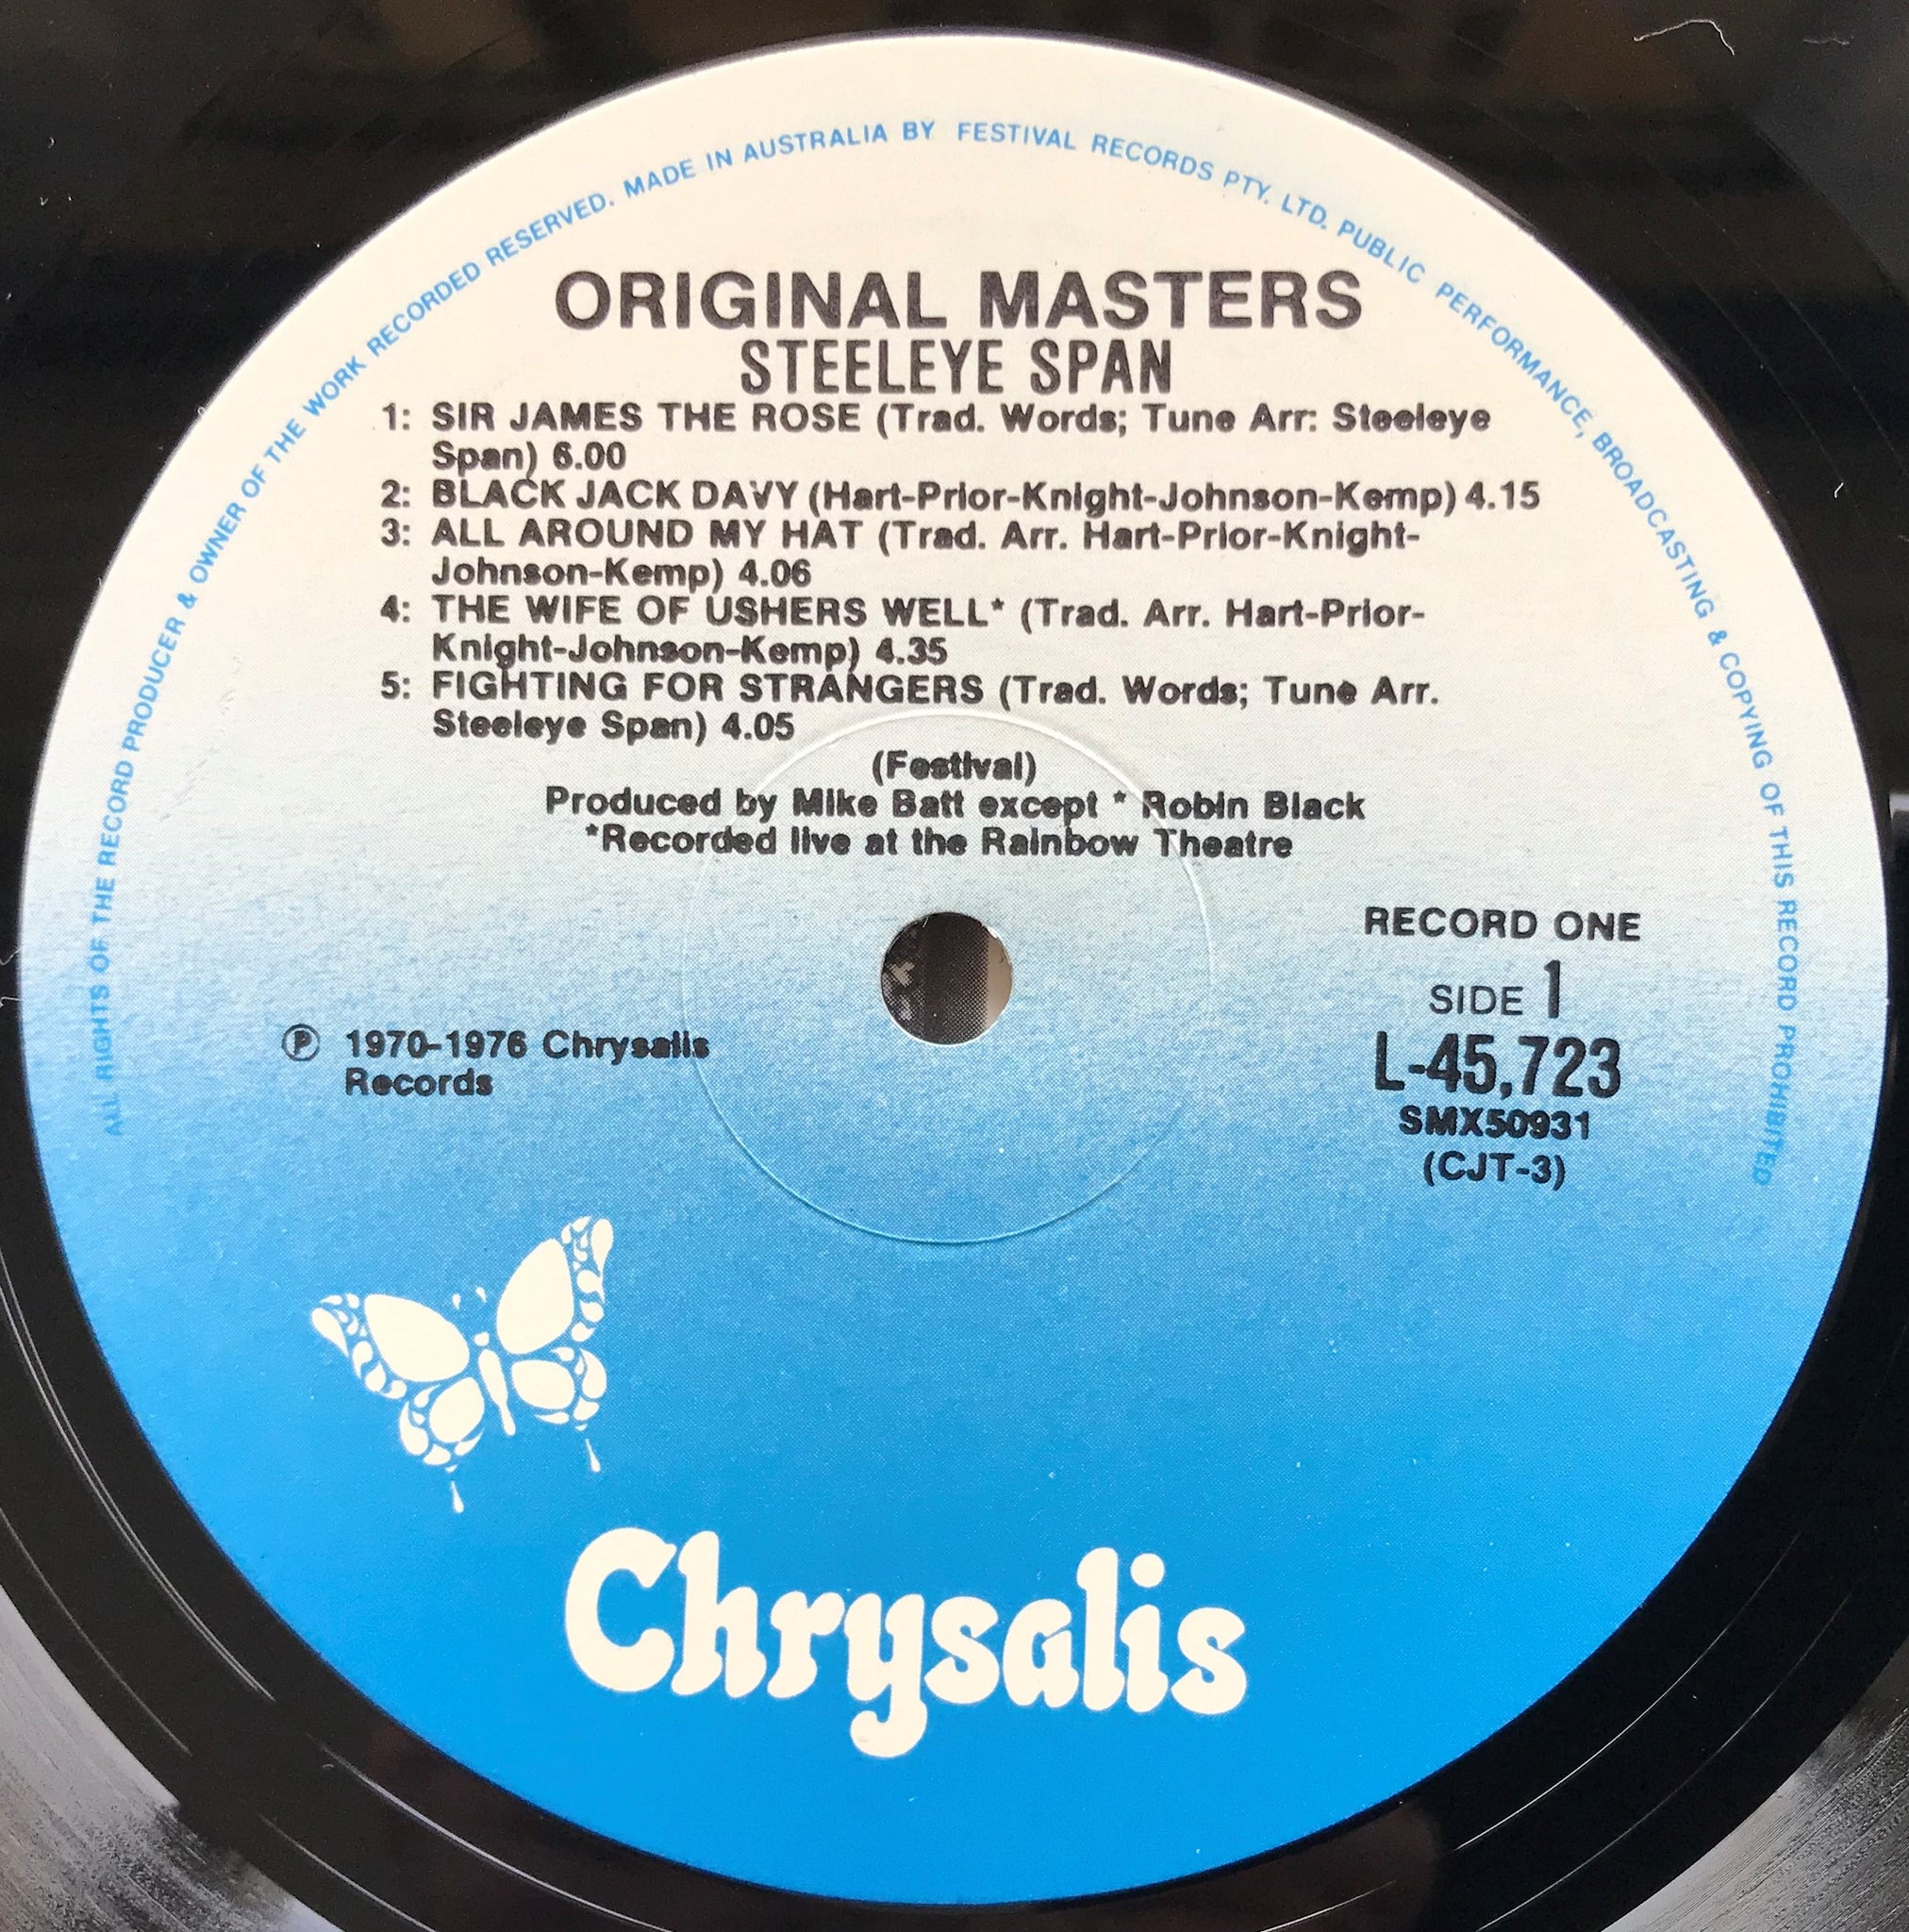 ALL RIGHTS OF THE RECORD PRODUCER & OWNER OF THE WORK RECORDED RESERVED. MADE IN AUSTRALIA BY FESTIVAL RECORDS PTY. LTD. PUBLIC PERFORMANCE, BROADCASTING & COPYING OF THIS RECORD PROHIBITED
ORIGINAL MASTERS
STEELEYE SPAN
1: SIR JAMES THE ROSE (Trad. Words; Tune Arr: Steeleye
Span) 6.00
2: BLACK JACK DAVY (Hart-Prior-Knight-Johnson-Kemp) 4.15
3: ALL AROUND MY HAT (Trad. Arr. Hart-Prior-Knight-
Johnson-Kemp) 4.06
4: THE WIFE OF USHERS WELL* (Trad. Arr. Hart-Prior-
Knight-Johnson-Kemp) 4.35
5: FIGHTING FOR STRANGERS (Trad. Words; Tune Arr.
Steeleye Span) 4.05
(Festival)
Produced by Mike Batt except * Robin Black
*Recorded live at the Rainbow Theatre
RECORD ONE
SIDE 1
L-45,723
SMX50931
(CJT-3)
Ⓟ 1970-1976 Chrysalis
Records
Chrysalis